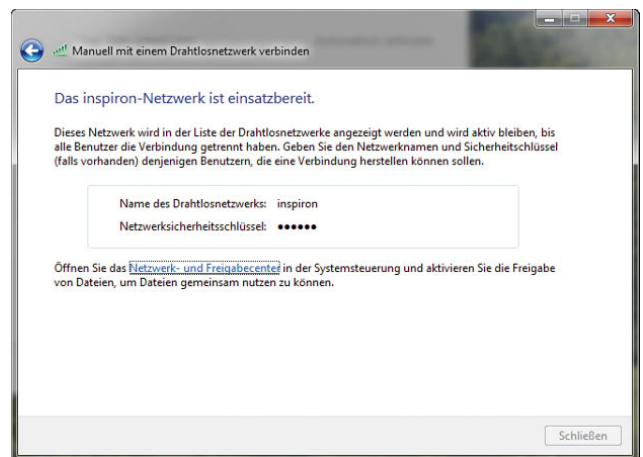 Manuell mit einem Drahtlosnetzwerk verbinden
Das inspiron-Netzwerk ist einsatzbereit.
Dieses Netzwerk wird in der Liste der Drahtlosnetzwerke angezeigt werden und wird aktiv bleiben, bis
alle Benutzer die Verbindung getrennt haben. Geben Sie den Netzwerknamen und Sicherheitschlüssel
(falls vorhanden) denjenigen Benutzern, die eine Verbindung herstellen können sollen.
Name des Drahtlosnetzwerks: inspiron
Netzwerksicherheitsschlüssel: ●●●●●●
Öffnen Sie das Netzwerk- und Freigabecenter in der Systemsteuerung und aktivieren Sie die Freigabe
von Dateien, um Dateien gemeinsam nutzen zu können.
Schließen